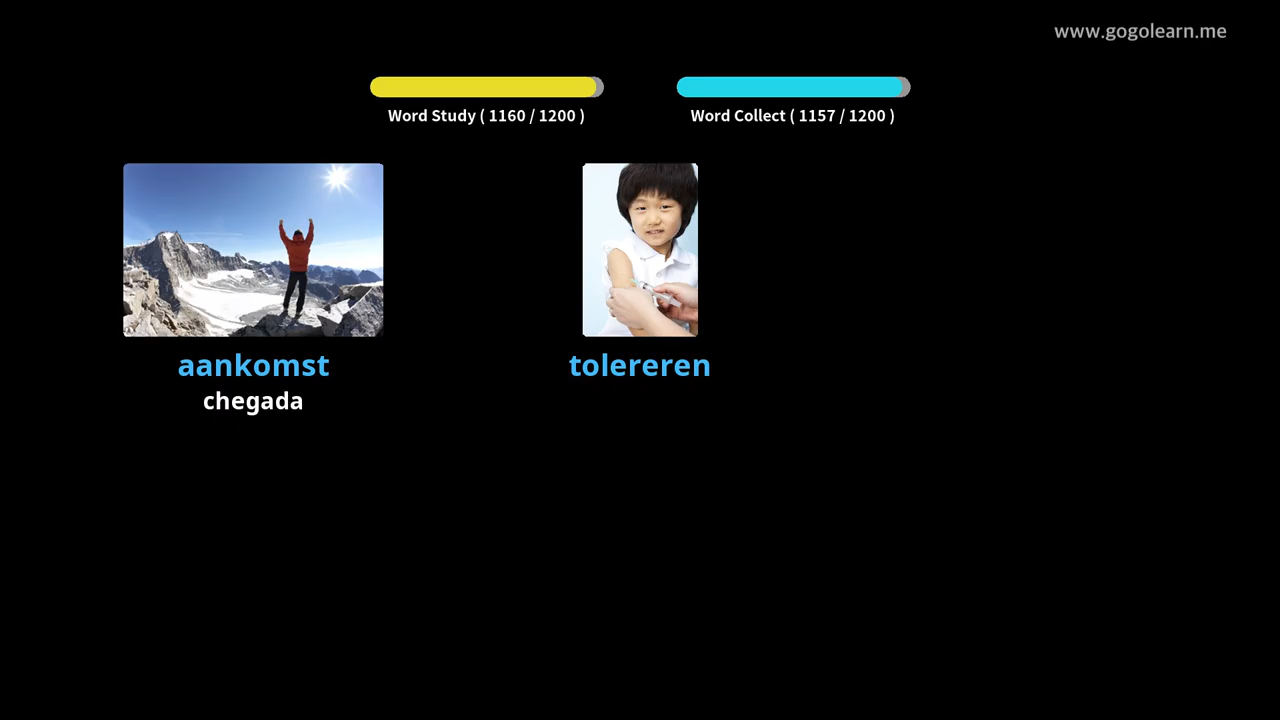 www.gogolearn.me
Word Study ( 1160 / 1200 )
Word Collect ( 1157 / 1200 )
aankomst
chegada
tolereren